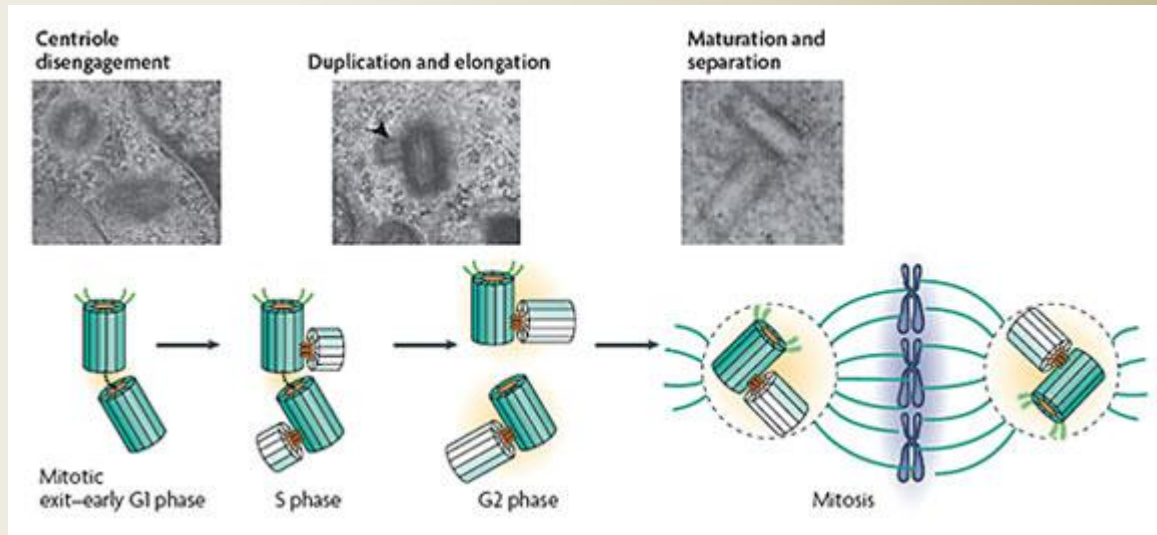 Centriole
disengagement
Duplication and elongation
Maturation and
separation
Mitotic
exit–early G1 phase
S phase
G2 phase
Mitosis